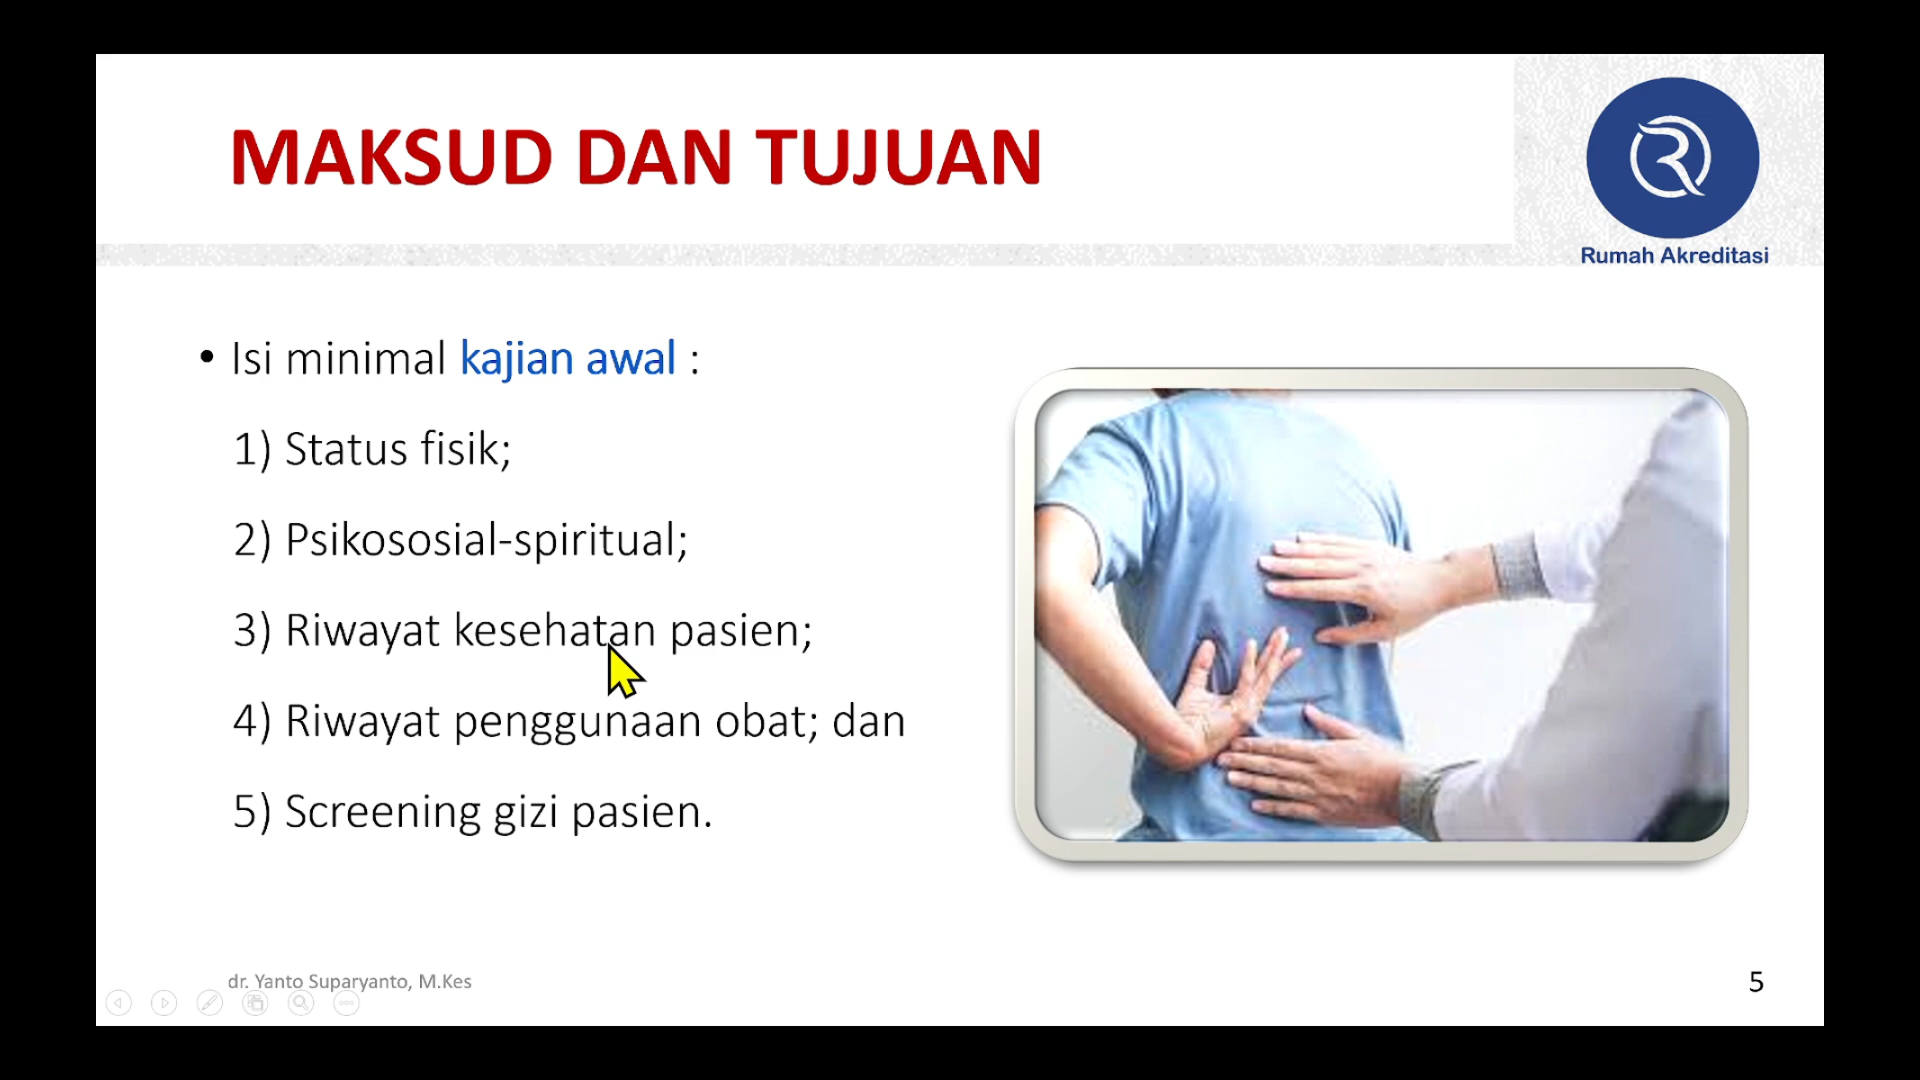 MAKSUD DAN TUJUAN
Rumah Akreditasi
• Isi minimal kajian awal :
1) Status fisik;
2) Psikososial-spiritual;
3) Riwayat kesehatan pasien;
4) Riwayat penggunaan obat; dan
5) Screening gizi pasien.
dr. Yanto Suparyanto, M.Kes
5